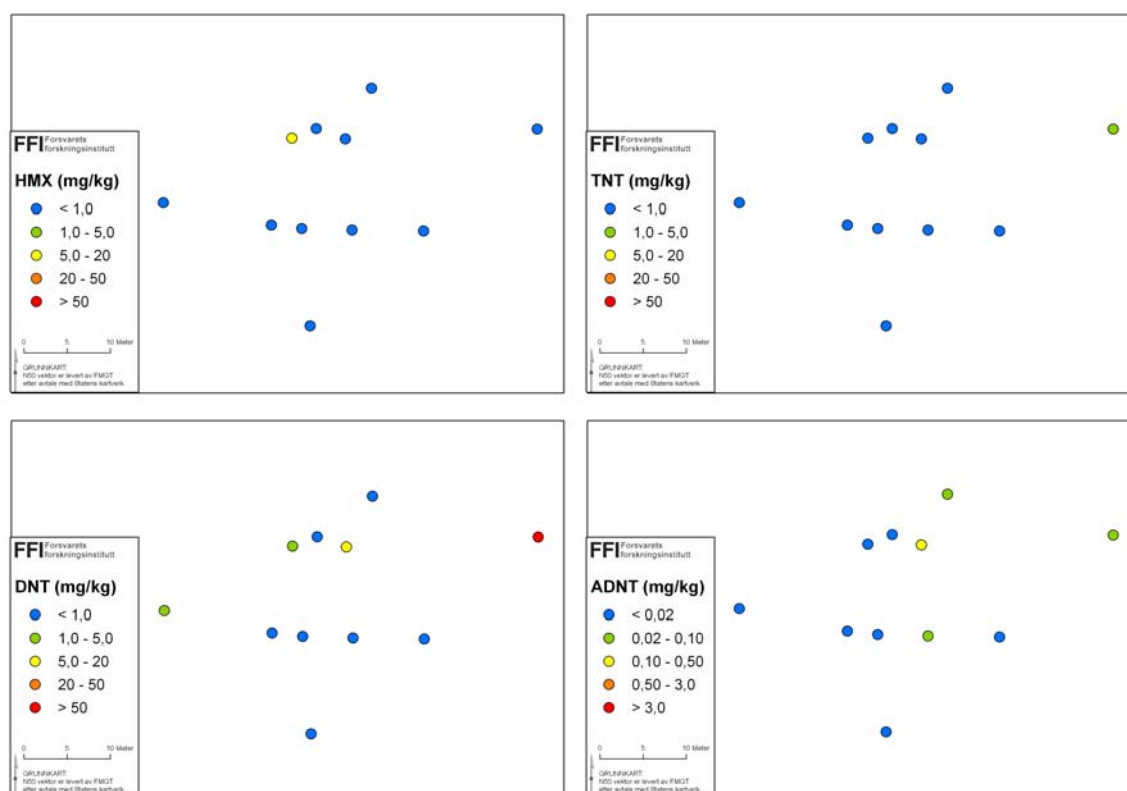 FFI Forsvarets
forskningsinstitutt
HMX (mg/kg)
< 1,0
1,0 - 5,0
5,0 - 20
20 - 50
> 50
0 5 10 Meter
GRUNNKART:
N50 vektor er levert av FMGT
etter avtale med Statens kartverk.
FFI Forsvarets
forskningsinstitutt
TNT (mg/kg)
< 1,0
1,0 - 5,0
5,0 - 20
20 - 50
> 50
0 5 10 Meter
GRUNNKART:
N50 vektor er levert av FMGT
etter avtale med Statens kartverk.
FFI Forsvarets
forskningsinstitutt
DNT (mg/kg)
< 1,0
1,0 - 5,0
5,0 - 20
20 - 50
> 50
0 5 10 Meter
GRUNNKART:
N50 vektor er levert av FMGT
etter avtale med Statens kartverk.
FFI Forsvarets
forskningsinstitutt
ADNT (mg/kg)
< 0,02
0,02 - 0,10
0,10 - 0,50
0,50 - 3,0
> 3,0
0 5 10 Meter
GRUNNKART:
N50 vektor er levert av FMGT
etter avtale med Statens kartverk.